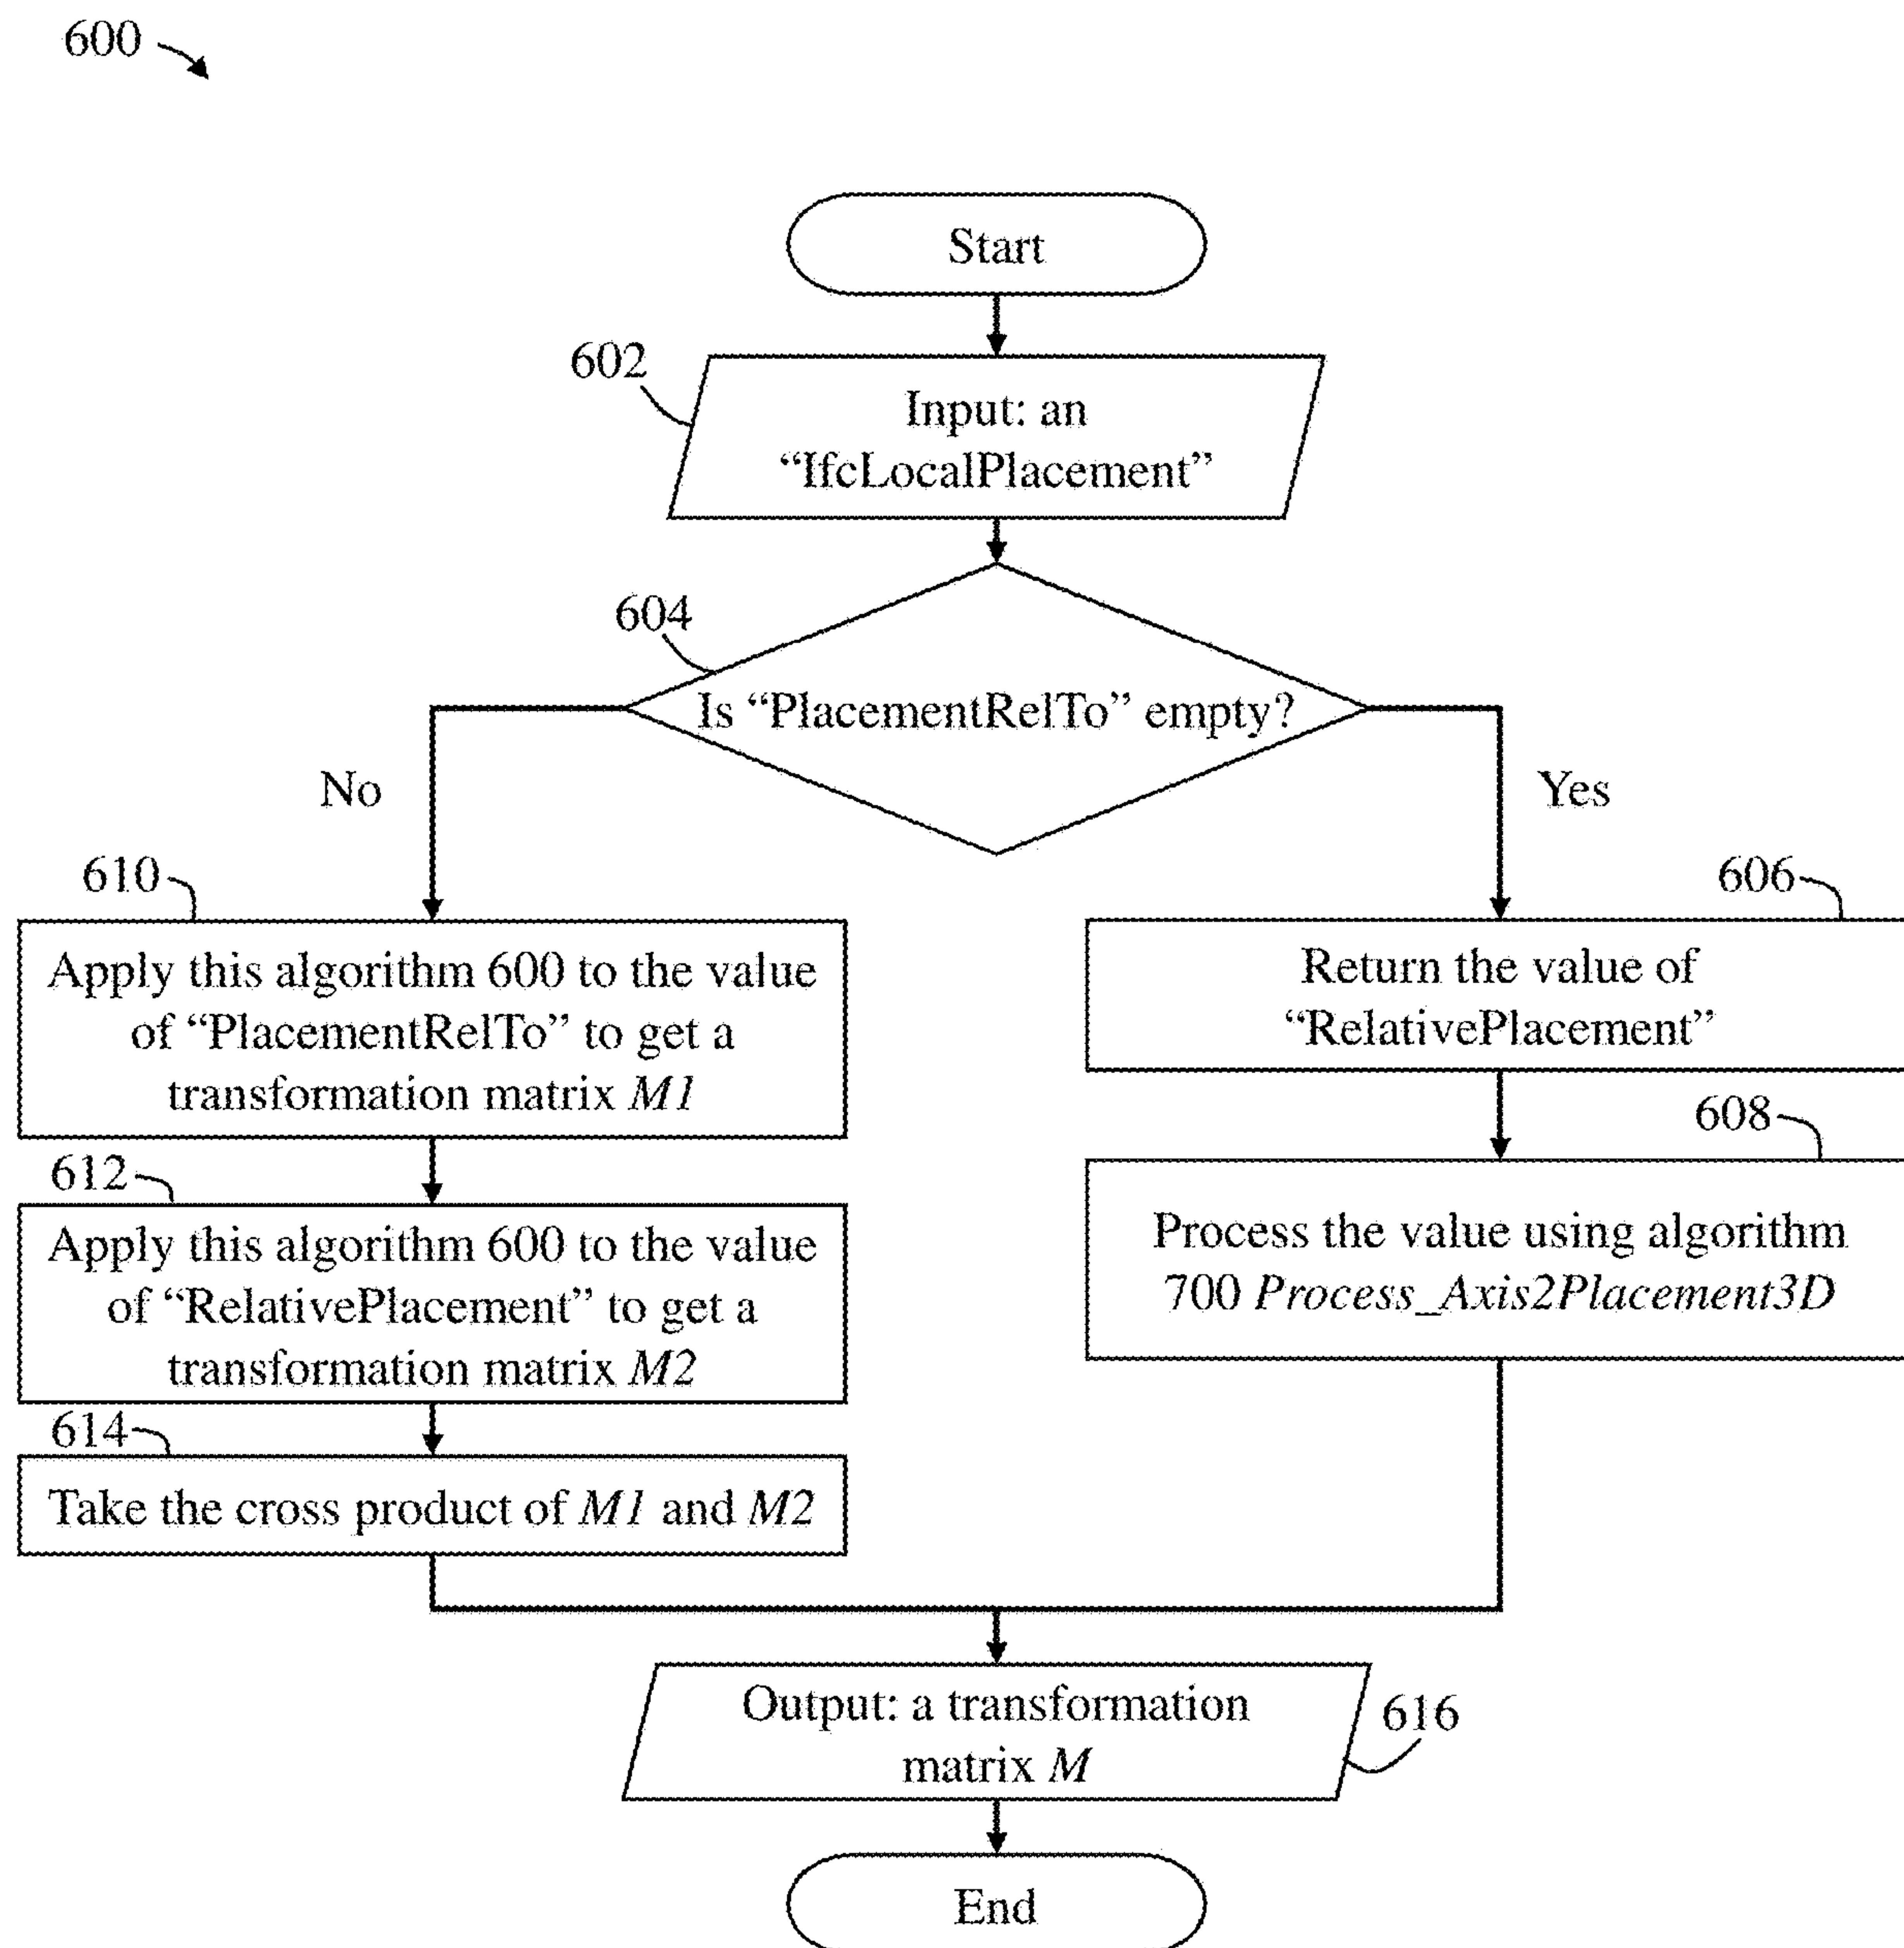 600
Start
602
Input: an
“IfcLocalPlacement”
604
Is “PlacementRelTo” empty?
No
Yes
610
Apply this algorithm 600 to the value
of “PlacementRelTo” to get a
transformation matrix M1
612
Apply this algorithm 600 to the value
of “RelativePlacement” to get a
transformation matrix M2
614
Take the cross product of M1 and M2
606
Return the value of
“RelativePlacement”
608
Process the value using algorithm
700 Process_Axis2Placement3D
Output: a transformation
matrix M
616
End